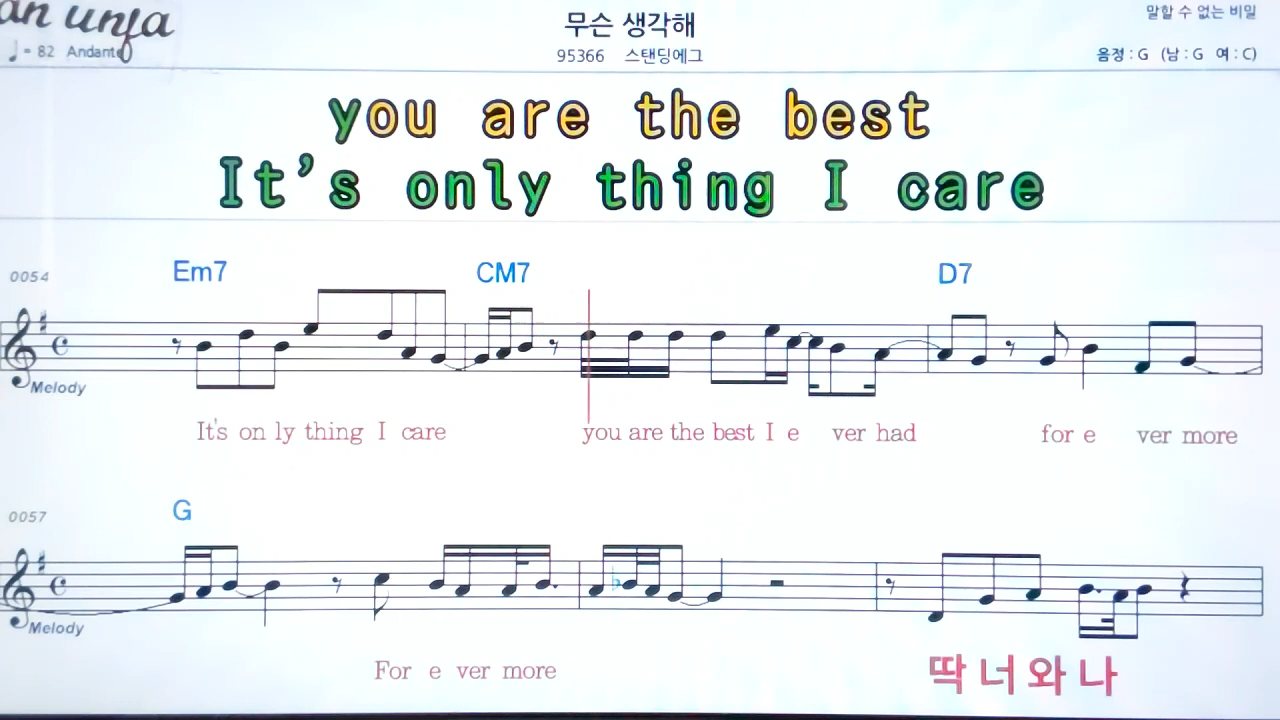 an unfa
말할 수 없는 비밀
무슨 생각해
♩ = 82 Andante
95366 스탠딩에그
음정 : G (남 : G 여 : C)
you are the best
It's only thing I care
0054
Em7 CM7 D7
Melody
It's on ly thing I care you are the best I e ver had for e ver more
0057
G
Melody
For e ver more
딱 너 와 나